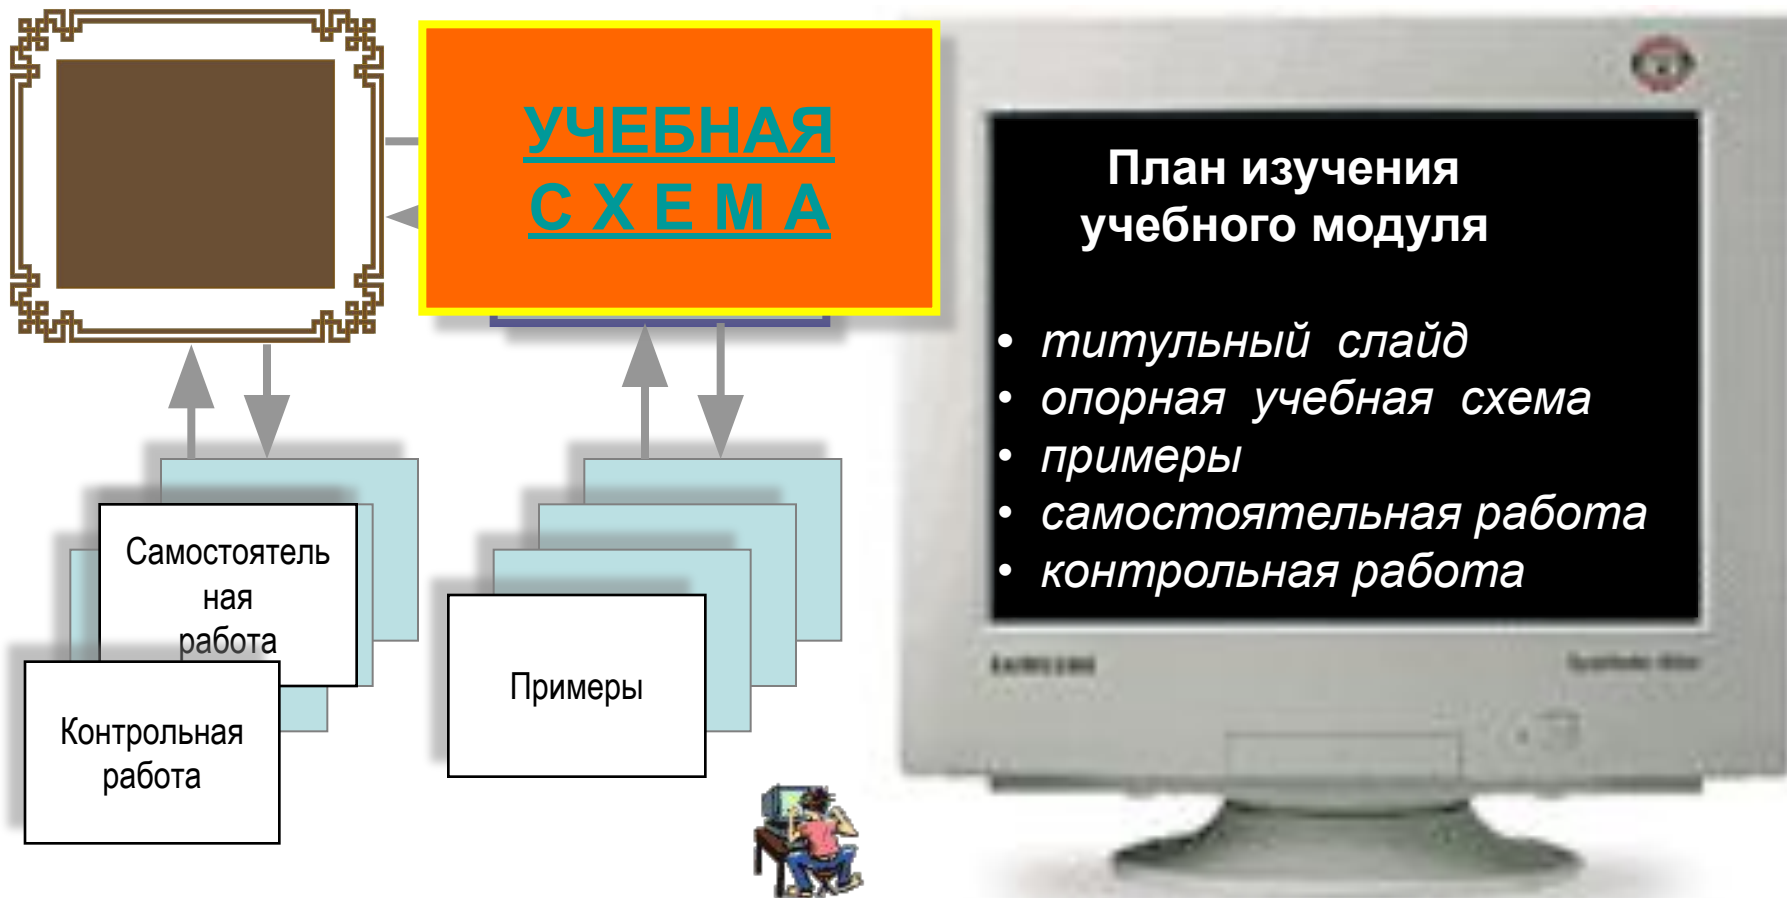 УЧЕБНАЯ
С Х Е М А
План изучения
учебного модуля
• титульный слайд
• опорная учебная схема
• примеры
• самостоятельная работа
• контрольная работа
Самостоятель
ная
работа
Контрольная
работа
Примеры